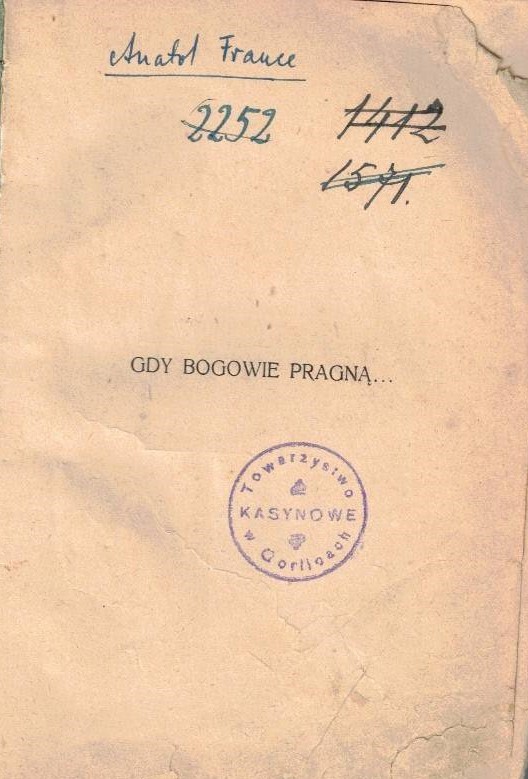 Anatol France
2252 1412
1571.
GDY BOGOWIE PRAGNĄ...
Towarzystwo
KASYNOWE
w Gorlicach